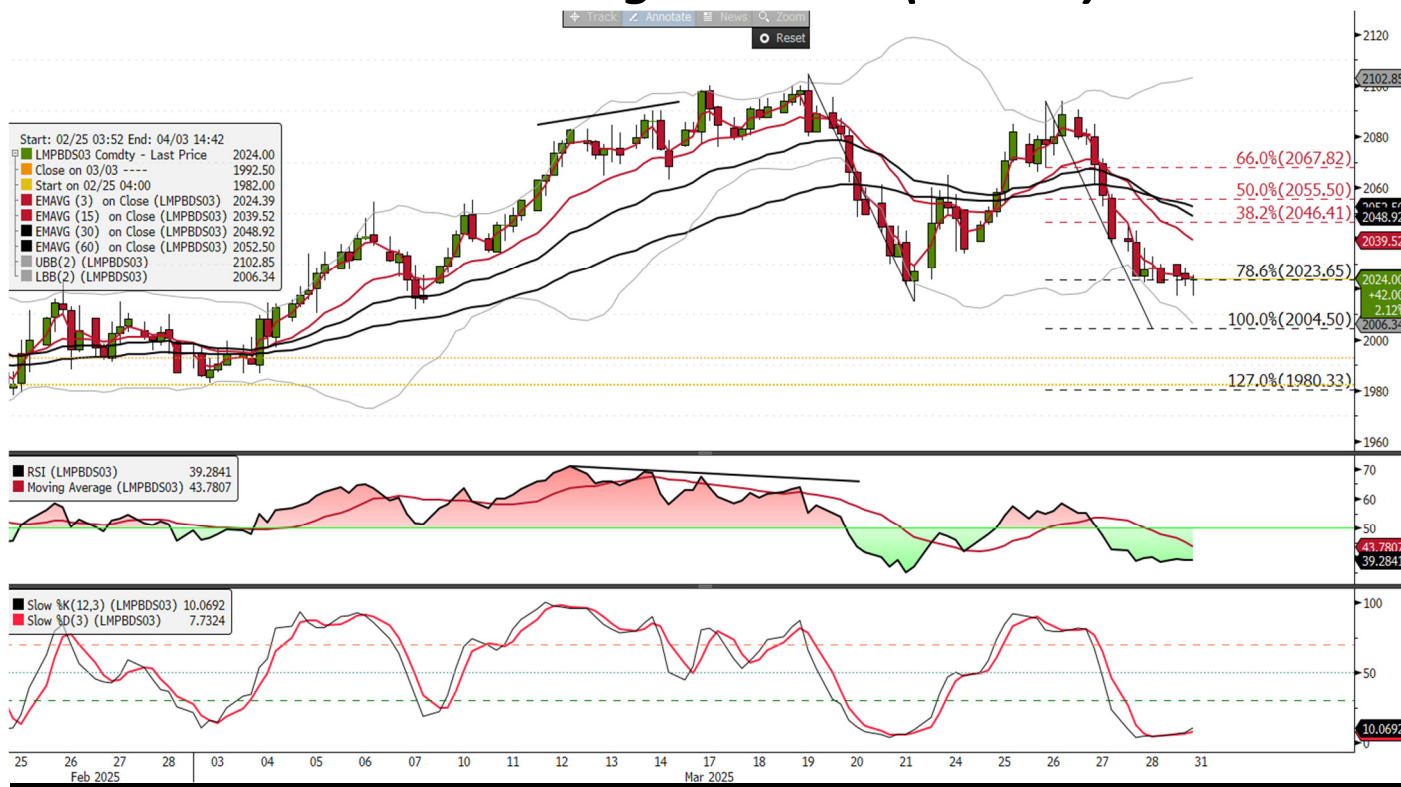 Track Annotate News Zoom
Reset
Start: 02/25 03:52 End: 04/03 14:42
LMPBDS03 Comdty - Last Price 2024.00
Close on 03/03 ---- 1992.50
Start on 02/25 04:00 1982.00
EMAVG (3) on Close (LMPBDS03) 2024.39
EMAVG (15) on Close (LMPBDS03) 2039.52
EMAVG (30) on Close (LMPBDS03) 2048.92
EMAVG (60) on Close (LMPBDS03) 2052.50
UBB(2) (LMPBDS03) 2102.85
LBB(2) (LMPBDS03) 2006.34
2120
2102.85
2100
2080
66.0%(2067.82)
2060
50.0%(2055.50)
2052.50
2048.92
38.2%(2046.41)
2039.52
78.6%(2023.65)
2024.00
+42.00
2.12%
100.0%(2004.50)
2006.34
2000
127.0%(1980.33)
1980
1960
RSI (LMPBDS03) 39.2841
Moving Average (LMPBDS03) 43.7807
70
60
50
43.7807
39.2841
Slow %K(12,3) (LMPBDS03) 10.0692
Slow %D(3) (LMPBDS03) 7.7324
100
50
10.0692
0
25 26 27 28 03 04 05 06 07 10 11 12 13 14 17 18 19 20 21 24 25 26 27 28 31
Feb 2025 Mar 2025